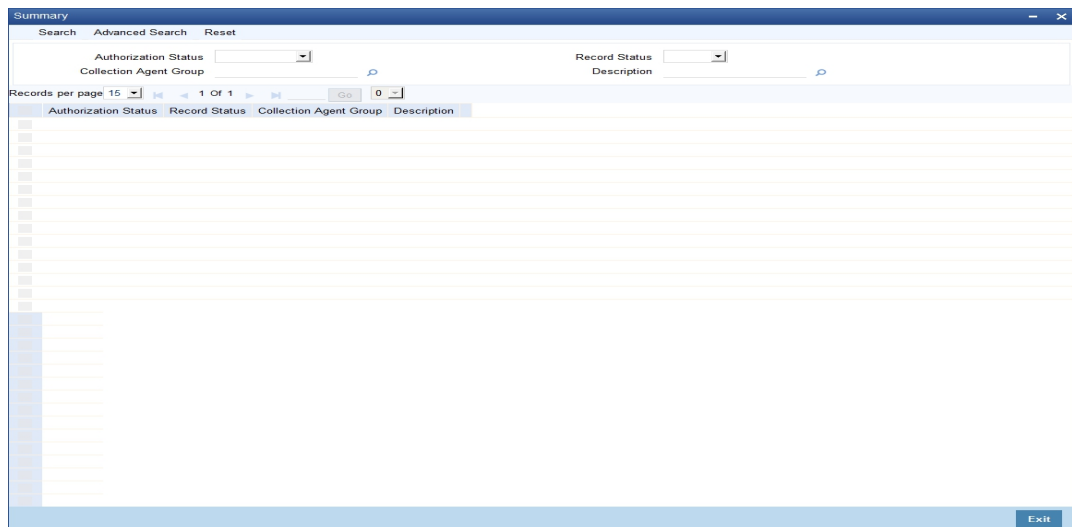 Summary
Search Advanced Search Reset
Authorization Status Record Status
Collection Agent Group Description
Records per page 15 1 Of 1 Go 0
Authorization Status Record Status Collection Agent Group Description
Exit